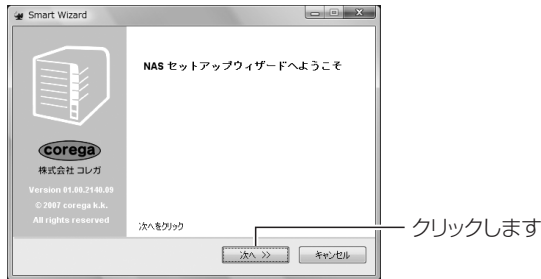 Smart Wizard
NAS セットアップウィザードへようこそ
corega
株式会社 コレガ
Version 01.80.2140.89
© 2007 corega k.k.
All rights reserved
次へをクリック
次へ >>
キャンセル
クリックします